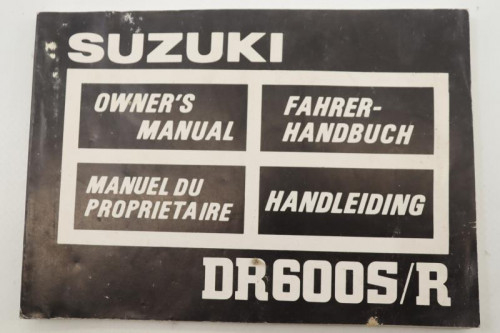 SUZUKI
OWNER'S
MANUAL
FAHRER-
HANDBUCH
MANUEL DU
PROPRIETAIRE
HANDLEIDING
DR600S/R